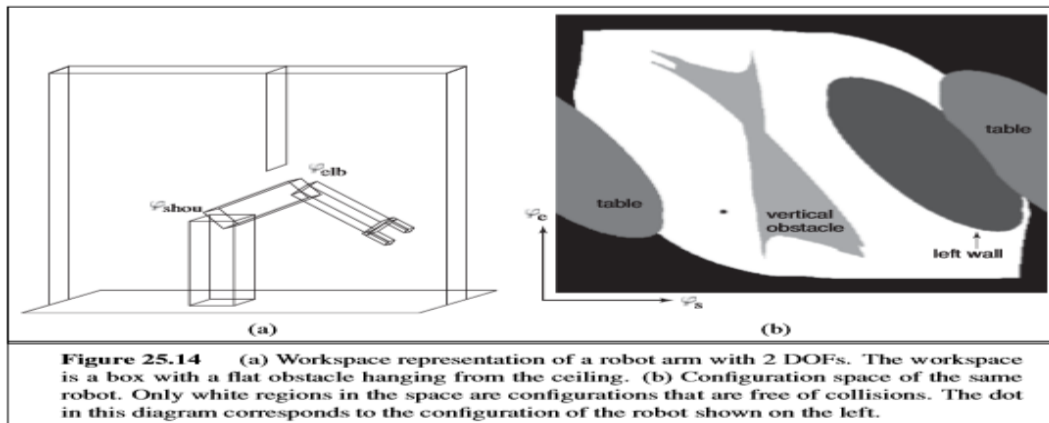 φclb
φshou
(a)
table
table
vertical
obstacle
left wall
φe
φs
(b)
Figure 25.14 (a) Workspace representation of a robot arm with 2 DOFs. The workspace
is a box with a flat obstacle hanging from the ceiling. (b) Configuration space of the same
robot. Only white regions in the space are configurations that are free of collisions. The dot
in this diagram corresponds to the configuration of the robot shown on the left.